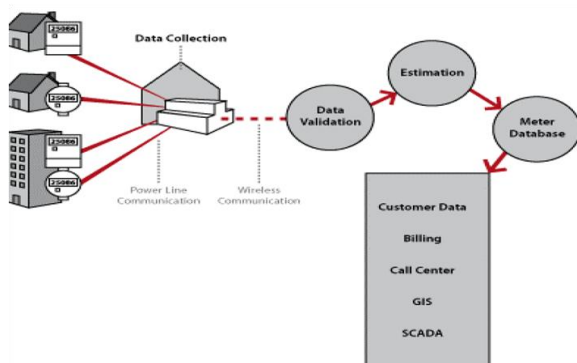 25086
Data Collection
25086
25086
25086
Power Line
Communication
Wireless
Communication
Data
Validation
Estimation
Meter
Database
Customer Data
Billing
Call Center
GIS
SCADA